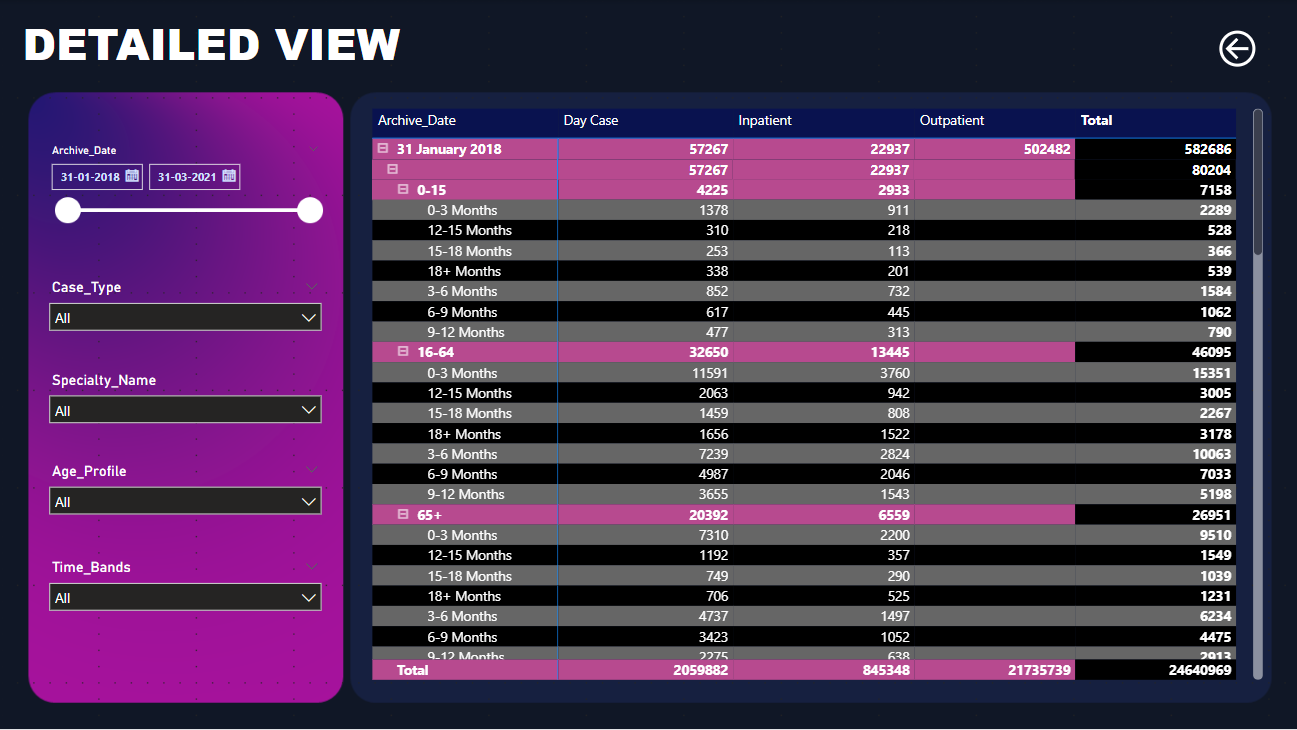 DETAILED VIEW
Archive_Date
31-01-2018 31-03-2021
Case_Type
All
Specialty_Name
All
Age_Profile
All
Time_Bands
All
Archive_Date Day Case Inpatient Outpatient Total
31 January 2018 57267 22937 502482 582686
57267 22937 80204
0-15 4225 2933 7158
0-3 Months 1378 911 2289
12-15 Months 310 218 528
15-18 Months 253 113 366
18+ Months 338 201 539
3-6 Months 852 732 1584
6-9 Months 617 445 1062
9-12 Months 477 313 790
16-64 32650 13445 46095
0-3 Months 11591 3760 15351
12-15 Months 2063 942 3005
15-18 Months 1459 808 2267
18+ Months 1656 1522 3178
3-6 Months 7239 2824 10063
6-9 Months 4987 2046 7033
9-12 Months 3655 1543 5198
65+ 20392 6559 26951
0-3 Months 7310 2200 9510
12-15 Months 1192 357 1549
15-18 Months 749 290 1039
18+ Months 706 525 1231
3-6 Months 4737 1497 6234
6-9 Months 3423 1052 4475
9-12 Months 2275 638 2913
Total 2059882 845348 21735739 24640969